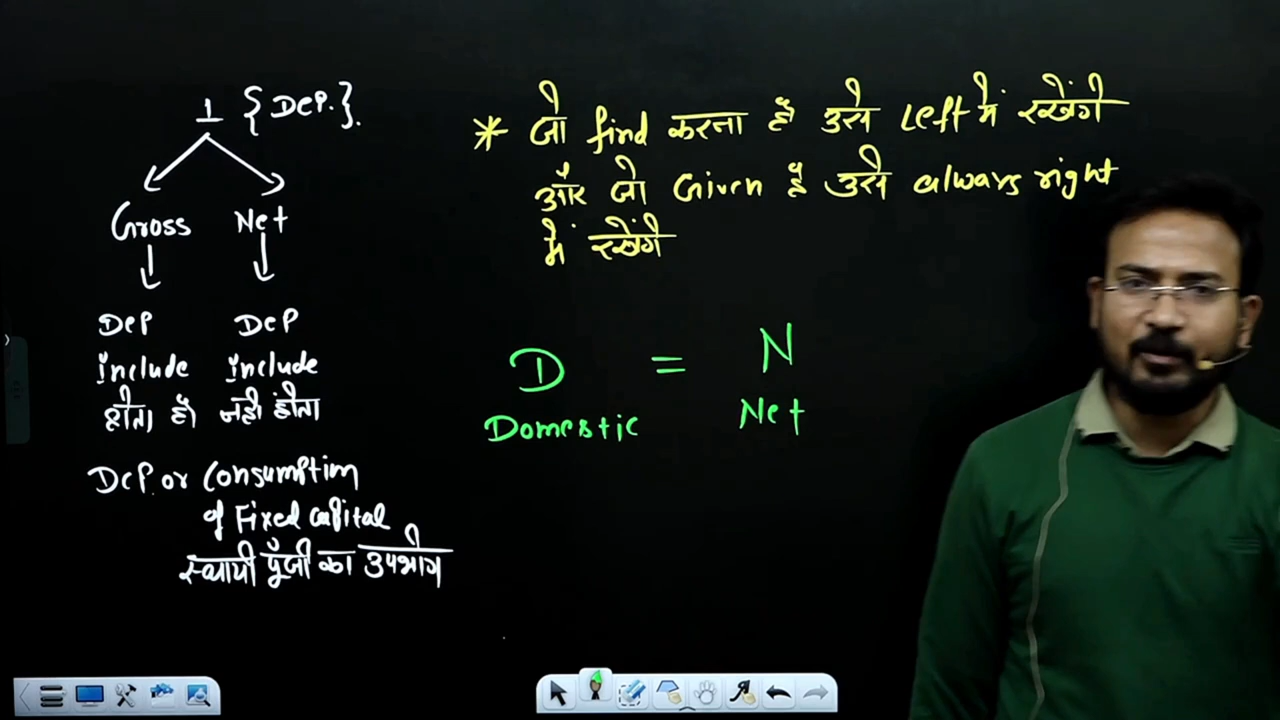 1 {Dep.}.
Gross Net
Dep Dep
include include
होता है। नही होता
Dep. or Consumption
of Fixed capital
स्थायी पूँजी का उपभोग
* जो find करना हो उसे Left में रखेंगे
और जो Given है उसे always right
में रखेंगे
D = N
Domestic Net